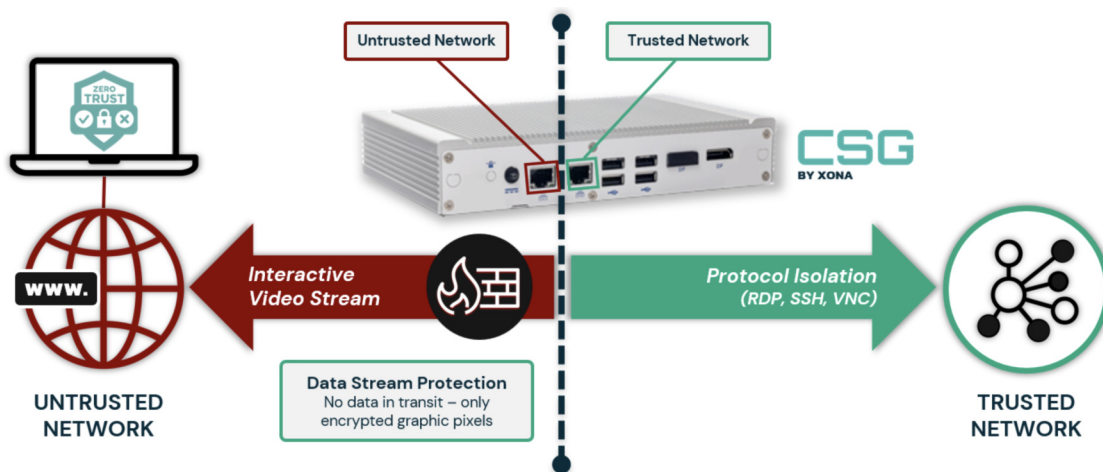 Untrusted Network
Trusted Network
ZERO
TRUST
CSG
BY XONA
www.
Interactive
Video Stream
Protocol Isolation
(RDP, SSH, VNC)
Data Stream Protection
No data in transit – only
encrypted graphic pixels
UNTRUSTED
NETWORK
TRUSTED
NETWORK